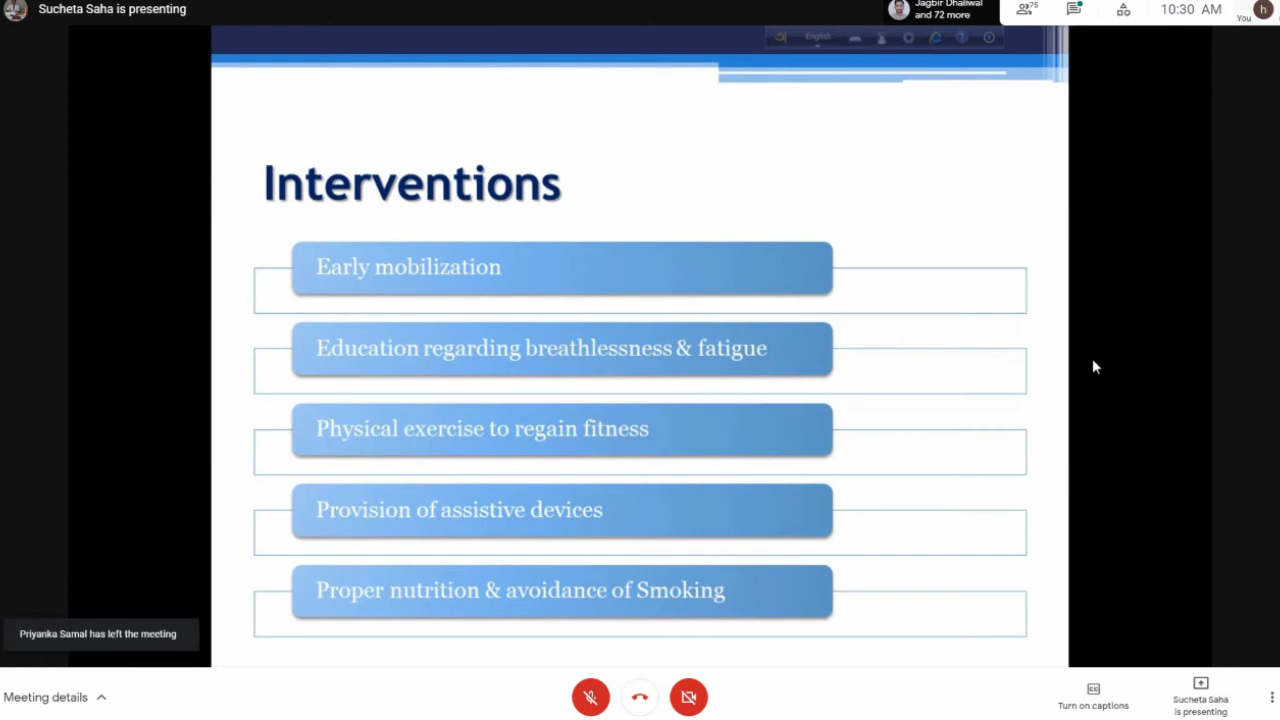 Sucheta Saha is presenting
Jagbir Dhaliwal
and 72 more
75
10:30 AM
You
h
English
Interventions
Early mobilization
Education regarding breathlessness & fatigue
Physical exercise to regain fitness
Provision of assistive devices
Proper nutrition & avoidance of Smoking
Priyanka Samal has left the meeting
Meeting details
Turn on captions
Sucheta Saha
is presenting